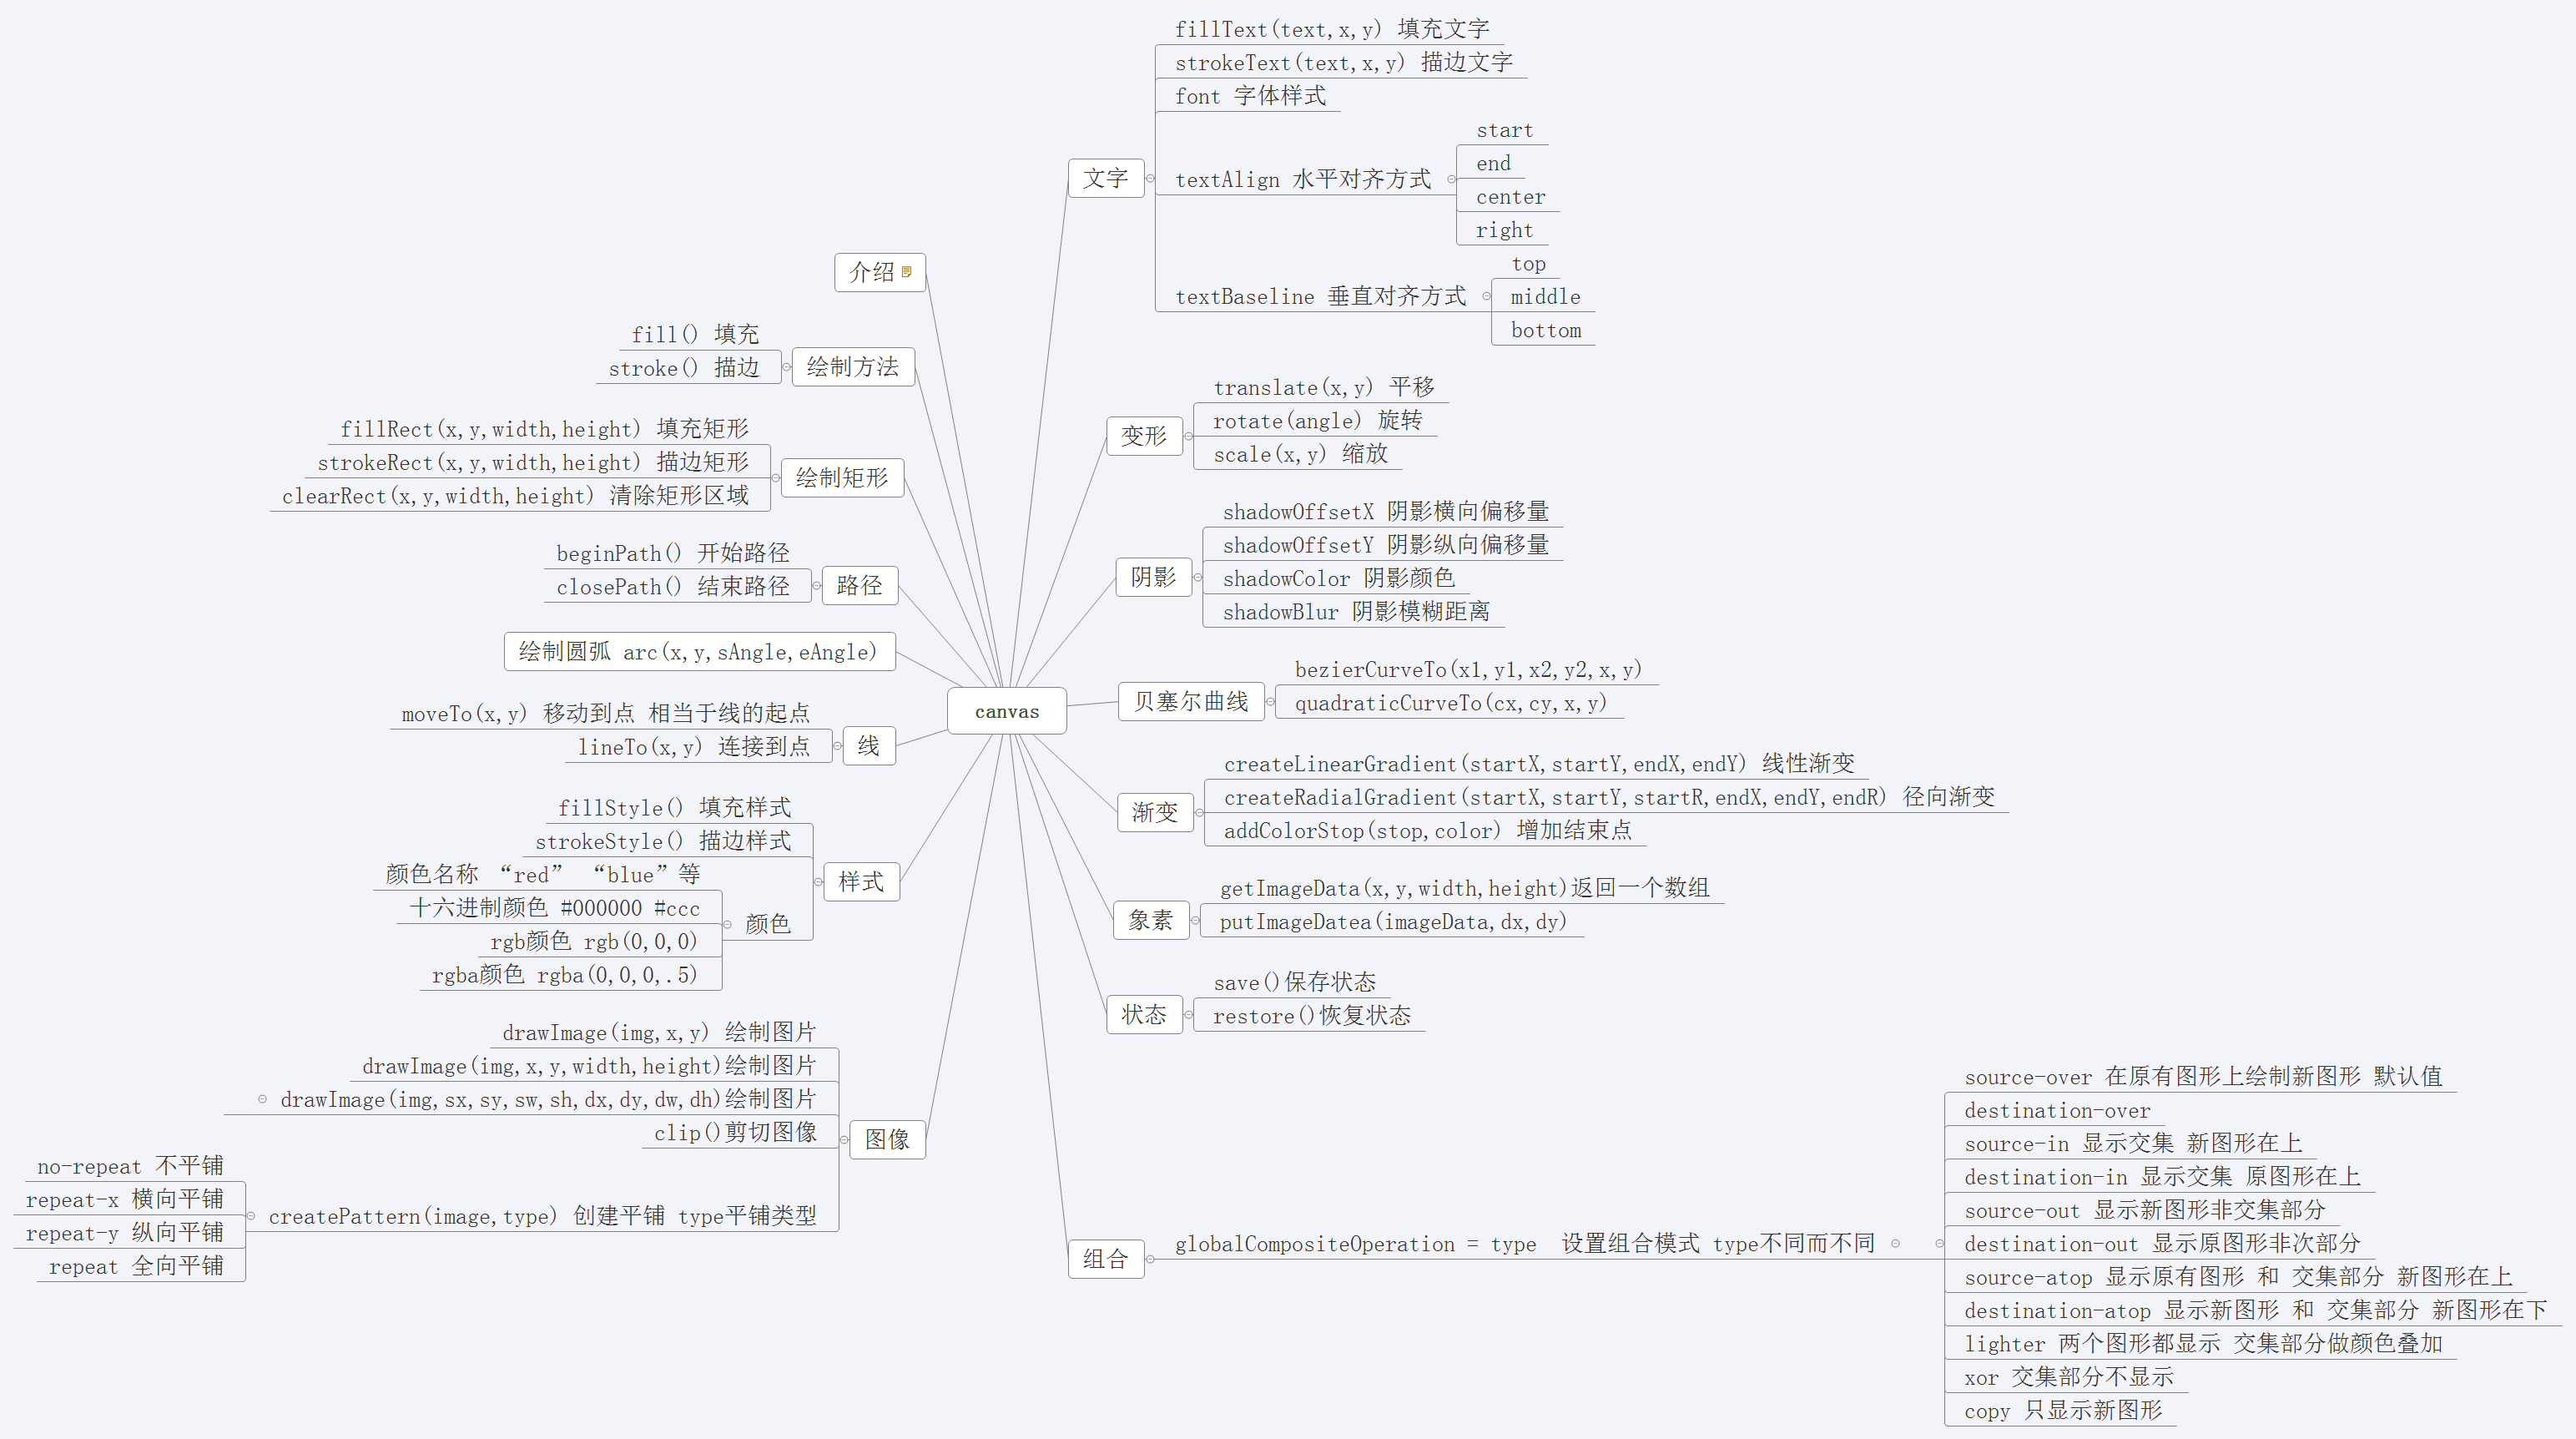 canvas
介绍
绘制方法
fill() 填充
stroke() 描边
绘制矩形
fillRect(x,y,width,height) 填充矩形
strokeRect(x,y,width,height) 描边矩形
clearRect(x,y,width,height) 清除矩形区域
路径
beginPath() 开始路径
closePath() 结束路径
绘制圆弧 arc(x,y,sAngle,eAngle)
线
moveTo(x,y) 移动到点 相当于线的起点
lineTo(x,y) 连接到点
样式
fillStyle() 填充样式
strokeStyle() 描边样式
颜色
颜色名称 “red” “blue”等
十六进制颜色 #000000 #ccc
rgb颜色 rgb(0,0,0)
rgba颜色 rgba(0,0,0,.5)
图像
drawImage(img,x,y) 绘制图片
drawImage(img,x,y,width,height)绘制图片
drawImage(img,sx,sy,sw,sh,dx,dy,dw,dh)绘制图片
clip()剪切图像
createPattern(image,type) 创建平铺 type平铺类型
no-repeat 不平铺
repeat-x 横向平铺
repeat-y 纵向平铺
repeat 全向平铺
文字
fillText(text,x,y) 填充文字
strokeText(text,x,y) 描边文字
font 字体样式
textAlign 水平对齐方式
start
end
center
right
textBaseline 垂直对齐方式
top
middle
bottom
变形
translate(x,y) 平移
rotate(angle) 旋转
scale(x,y) 缩放
阴影
shadowOffsetX 阴影横向偏移量
shadowOffsetY 阴影纵向偏移量
shadowColor 阴影颜色
shadowBlur 阴影模糊距离
贝塞尔曲线
bezierCurveTo(x1,y1,x2,y2,x,y)
quadraticCurveTo(cx,cy,x,y)
渐变
createLinearGradient(startX,startY,endX,endY) 线性渐变
createRadialGradient(startX,startY,startR,endX,endY,endR) 径向渐变
addColorStop(stop,color) 增加结束点
象素
getImageData(x,y,width,height)返回一个数组
putImageDatea(imageData,dx,dy)
状态
save()保存状态
restore()恢复状态
组合
globalCompositeOperation = type 设置组合模式 type不同而不同
source-over 在原有图形上绘制新图形 默认值
destination-over
source-in 显示交集 新图形在上
destination-in 显示交集 原图形在上
source-out 显示新图形非交集部分
destination-out 显示原图形非次部分
source-atop 显示原有图形 和 交集部分 新图形在上
destination-atop 显示新图形 和 交集部分 新图形在下
lighter 两个图形都显示 交集部分做颜色叠加
xor 交集部分不显示
copy 只显示新图形